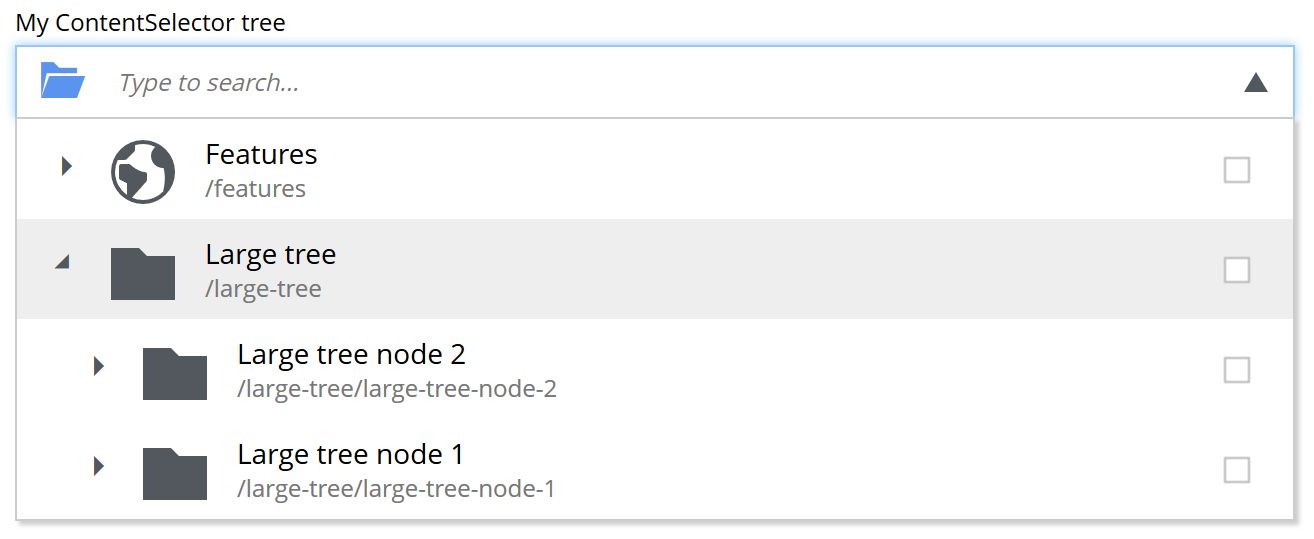 My ContentSelector tree
Type to search...
Features
/features
Large tree
/large-tree
Large tree node 2
/large-tree/large-tree-node-2
Large tree node 1
/large-tree/large-tree-node-1